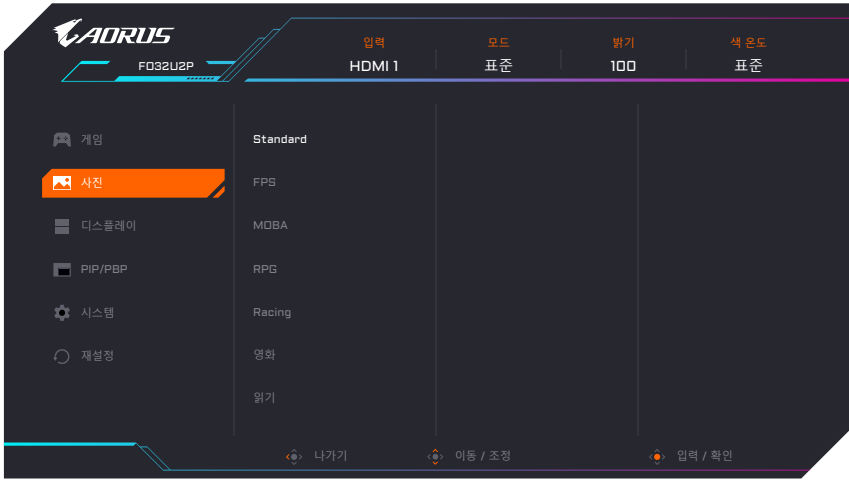 AORUS
FO32U2P
입력 모드 밝기 색 온도
HDMI 1 표준 100 표준
게임
사진
디스플레이
PIP/PBP
시스템
재설정
Standard
FPS
MOBA
RPG
Racing
영화
읽기
나가기 이동 / 조정 입력 / 확인